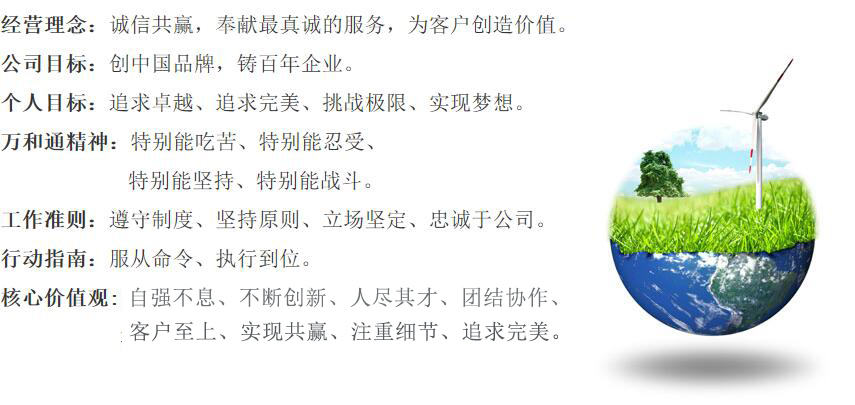 经营理念：诚信共赢，奉献最真诚的服务，为客户创造价值。
公司目标：创中国品牌，铸百年企业。
个人目标：追求卓越、追求完美、挑战极限、实现梦想。
万和通精神：特别能吃苦、特别能忍受、
特别能坚持、特别能战斗。
工作准则：遵守制度、坚持原则、立场坚定、忠诚于公司。
行动指南：服从命令、执行到位。
核心价值观：自强不息、不断创新、人尽其才、团结协作、
客户至上、实现共赢、注重细节、追求完美。